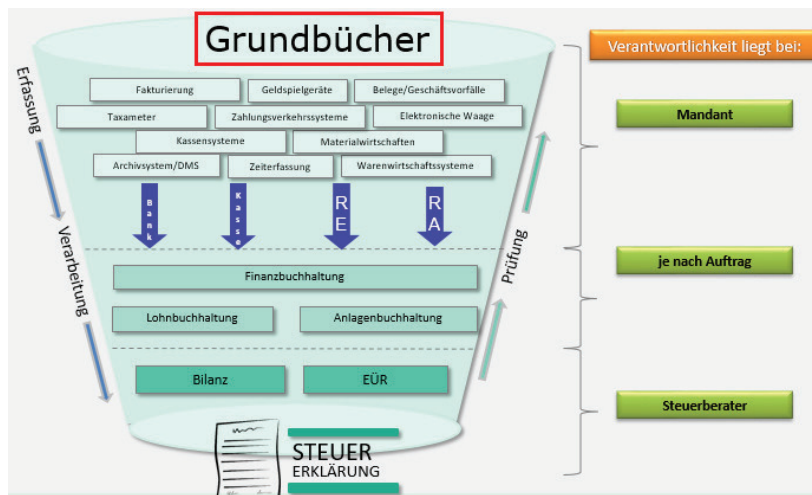 Grundbücher
Verantwortlichkeit liegt bei:
Erfassung
Fakturierung
Geldspielgeräte
Belege/Geschäftsvorfälle
Taxameter
Zahlungsverkehrssysteme
Elektronische Waage
Mandant
Kassensysteme
Materialwirtschaften
Archivsystem/DMS
Zeiterfassung
Warenwirtschaftssysteme
Bank
Kasse
RE
RA
Verarbeitung
Prüfung
Finanzbuchhaltung
je nach Auftrag
Lohnbuchhaltung
Anlagenbuchhaltung
Bilanz
EÜR
Steuerberater
STEUER
ERKLÄRUNG